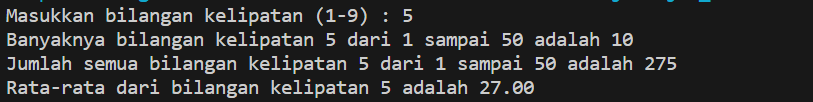 Masukkan bilangan kelipatan (1-9) : 5
Banyaknya bilangan kelipatan 5 dari 1 sampai 50 adalah 10
Jumlah semua bilangan kelipatan 5 dari 1 sampai 50 adalah 275
Rata-rata dari bilangan kelipatan 5 adalah 27.00